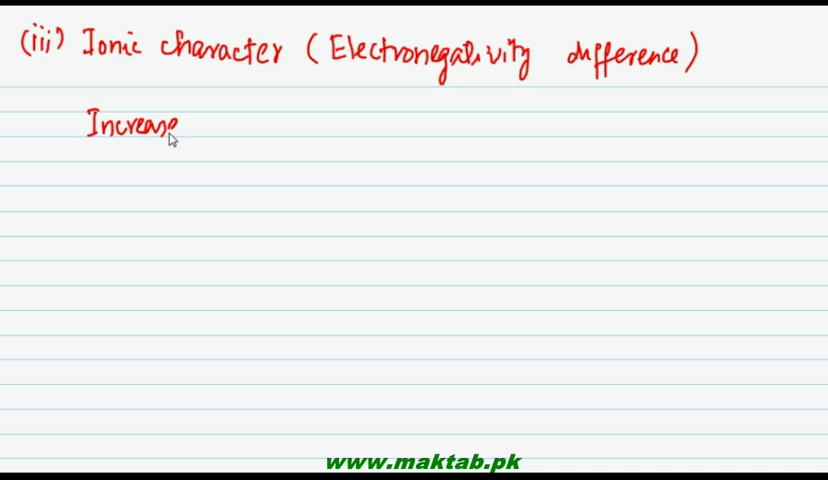 (iii) Ionic character (Electronegativity difference)
Increase
www.maktab.pk